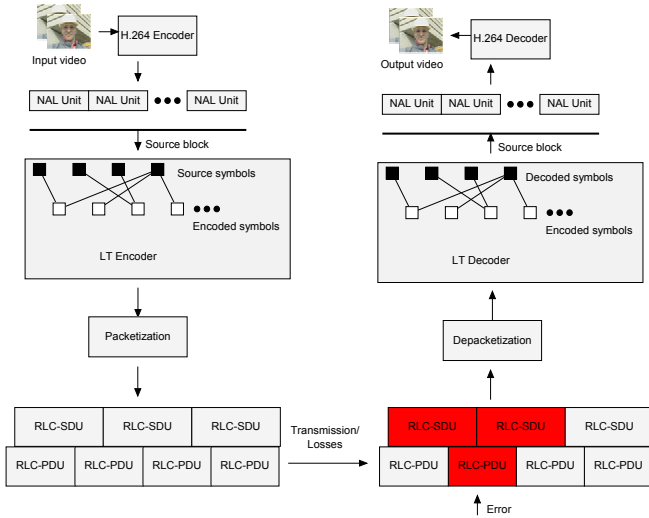 H.264 Encoder
Input video
NAL Unit NAL Unit NAL Unit
Source block
Source symbols
Encoded symbols
LT Encoder
Packetization
RLC-SDU RLC-SDU RLC-SDU
RLC-PDU RLC-PDU RLC-PDU RLC-PDU
Transmission/
Losses
H.264 Decoder
Output video
NAL Unit NAL Unit NAL Unit
Source block
Decoded symbols
Encoded symbols
LT Decoder
Depacketization
RLC-SDU RLC-SDU RLC-SDU
RLC-PDU RLC-PDU RLC-PDU RLC-PDU
Error